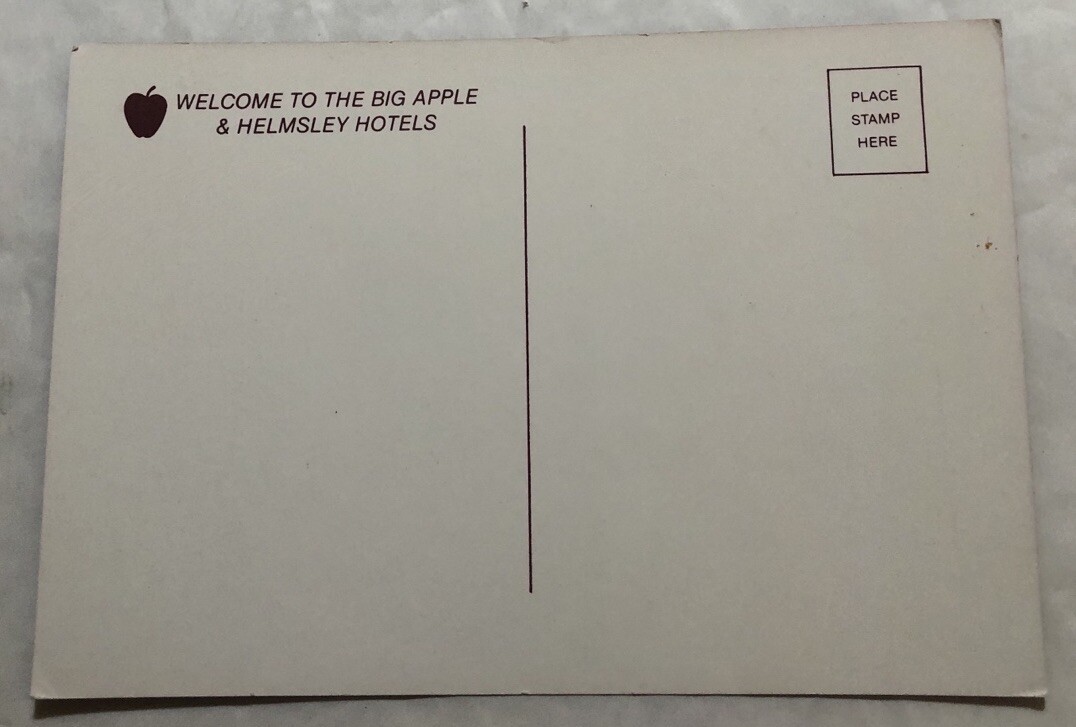 WELCOME TO THE BIG APPLE
& HELMSLEY HOTELS
PLACE
STAMP
HERE